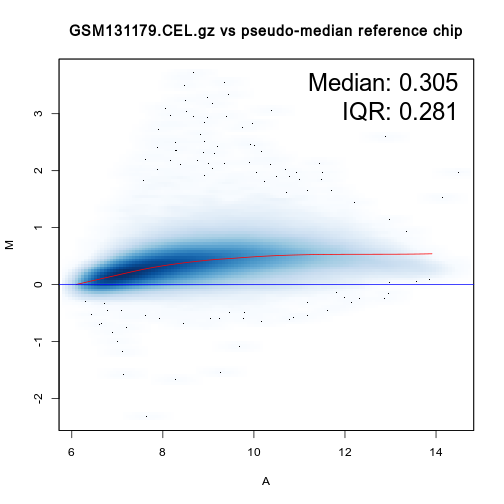 GSM131179.CEL.gz vs pseudo-median reference chip
Median: 0.305
IQR: 0.281
M
3
2
1
0
-1
-2
6 8 10 12 14
A